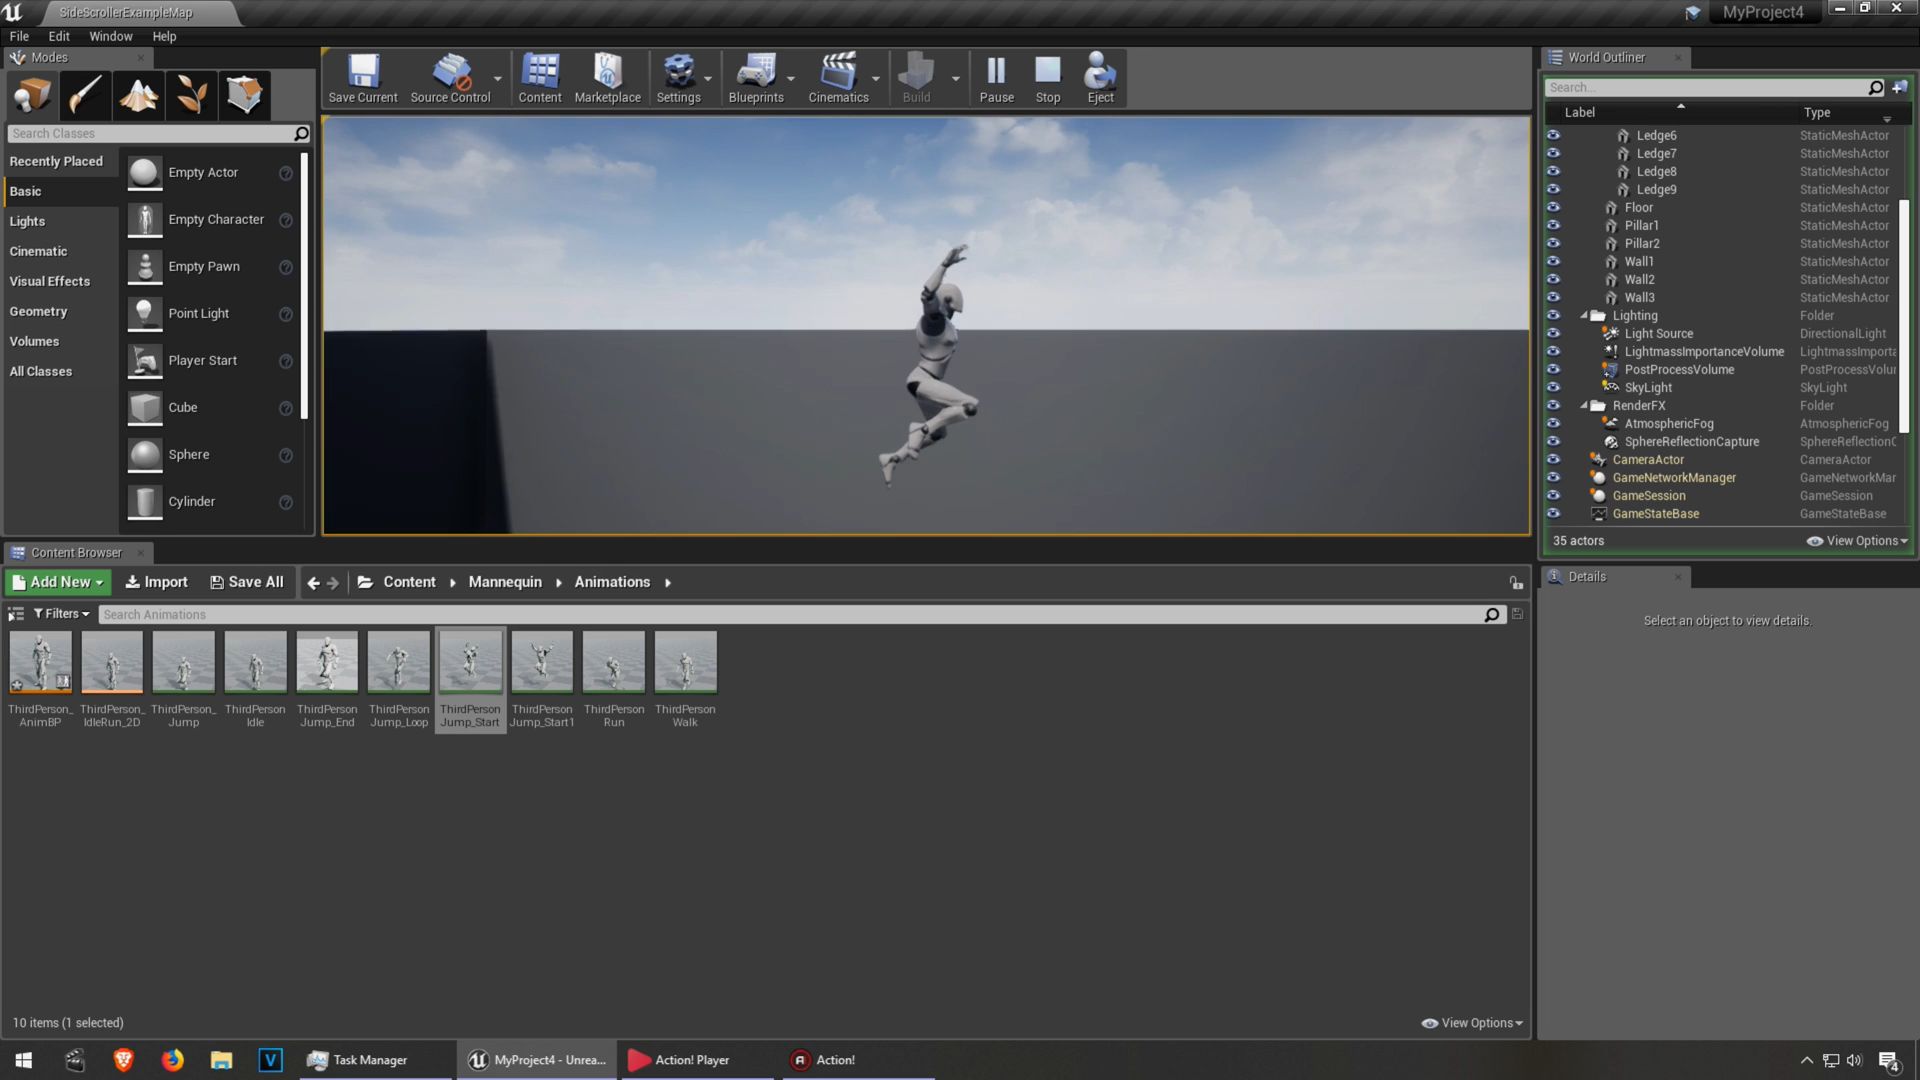 SideScrollerExampleMap
MyProject4
File Edit Window Help
Modes
Search Classes
Recently Placed
Basic
Lights
Cinematic
Visual Effects
Geometry
Volumes
All Classes
Empty Actor
Empty Character
Empty Pawn
Point Light
Player Start
Cube
Sphere
Cylinder
Save Current
Source Control
Content
Marketplace
Settings
Blueprints
Cinematics
Build
Pause
Stop
Eject
World Outliner
Search...
Label Type
Ledge6 StaticMeshActor
Ledge7 StaticMeshActor
Ledge8 StaticMeshActor
Ledge9 StaticMeshActor
Floor StaticMeshActor
Pillar1 StaticMeshActor
Pillar2 StaticMeshActor
Wall1 StaticMeshActor
Wall2 StaticMeshActor
Wall3 StaticMeshActor
Lighting Folder
Light Source DirectionalLight
LightmassImportanceVolume LightmassImporta
PostProcessVolume PostProcessVolu
SkyLight SkyLight
RenderFX Folder
AtmosphericFog AtmosphericFog
SphereReflectionCapture SphereReflectionC
CameraActor CameraActor
GameNetworkManager GameNetworkMar
GameSession GameSession
GameStateBase GameStateBase
35 actors
View Options
Details
Select an object to view details.
Content Browser
Add New
Import
Save All
Content
Mannequin
Animations
Filters
Search Animations
ThirdPerson_
AnimBP
ThirdPerson_
IdleRun_2D
ThirdPerson_
Jump
ThirdPerson
Idle
ThirdPerson
Jump_End
ThirdPerson
Jump_Loop
ThirdPerson
Jump_Start
ThirdPerson
Jump_Start1
ThirdPerson
Run
ThirdPerson
Walk
10 items (1 selected)
View Options
Task Manager
MyProject4 - Unrea...
Action! Player
Action!
4